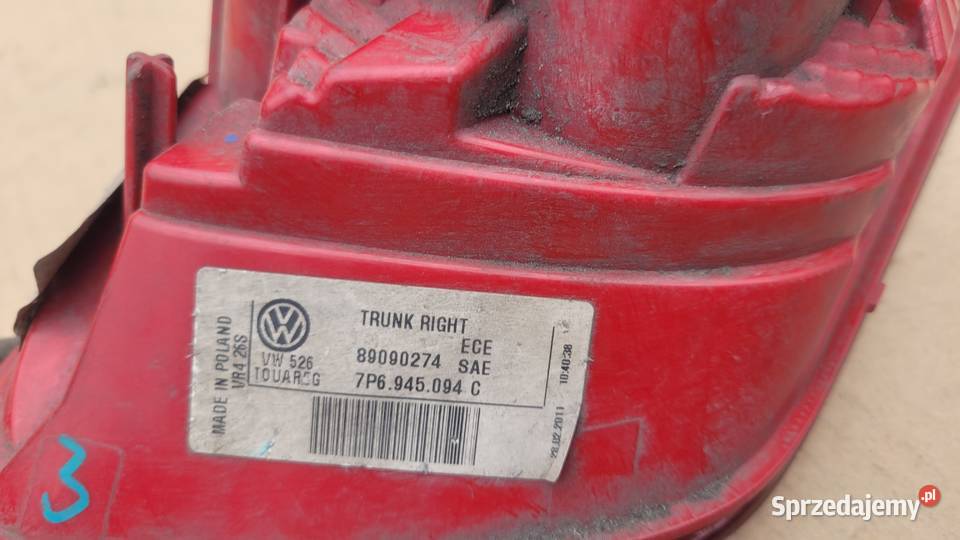 MADE IN POLAND
VR4 26S
VW 526
TOUAREG
TRUNK RIGHT
ECE
89090274 SAE
7P6.945.094 C
28.02.2011 10:40:38
3
Sprzedajemy.pl